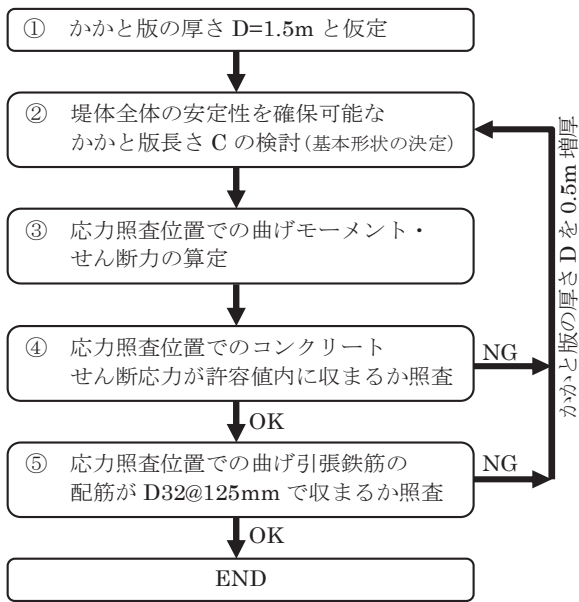 ① かかと版の厚さ D=1.5m と仮定
② 堤体全体の安定性を確保可能な
かかと版長さ C の検討(基本形状の決定)
③ 応力照査位置での曲げモーメント・
せん断力の算定
④ 応力照査位置でのコンクリート
せん断応力が許容値内に収まるか照査
NG
OK
⑤ 応力照査位置での曲げ引張鉄筋の
配筋が D32@125mm で収まるか照査
NG
OK
END
かかと版の厚さ D を 0.5m 増厚